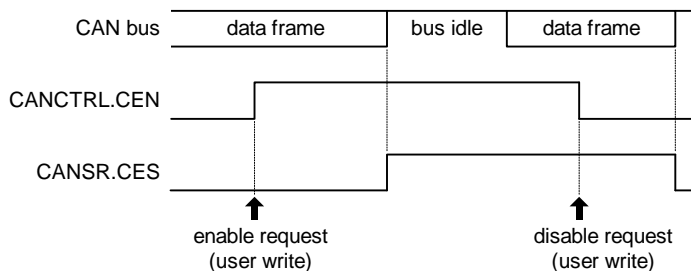 CAN bus
data frame
bus idle
data frame
CANCTRL.CEN
CANSR.CES
enable request
(user write)
disable request
(user write)